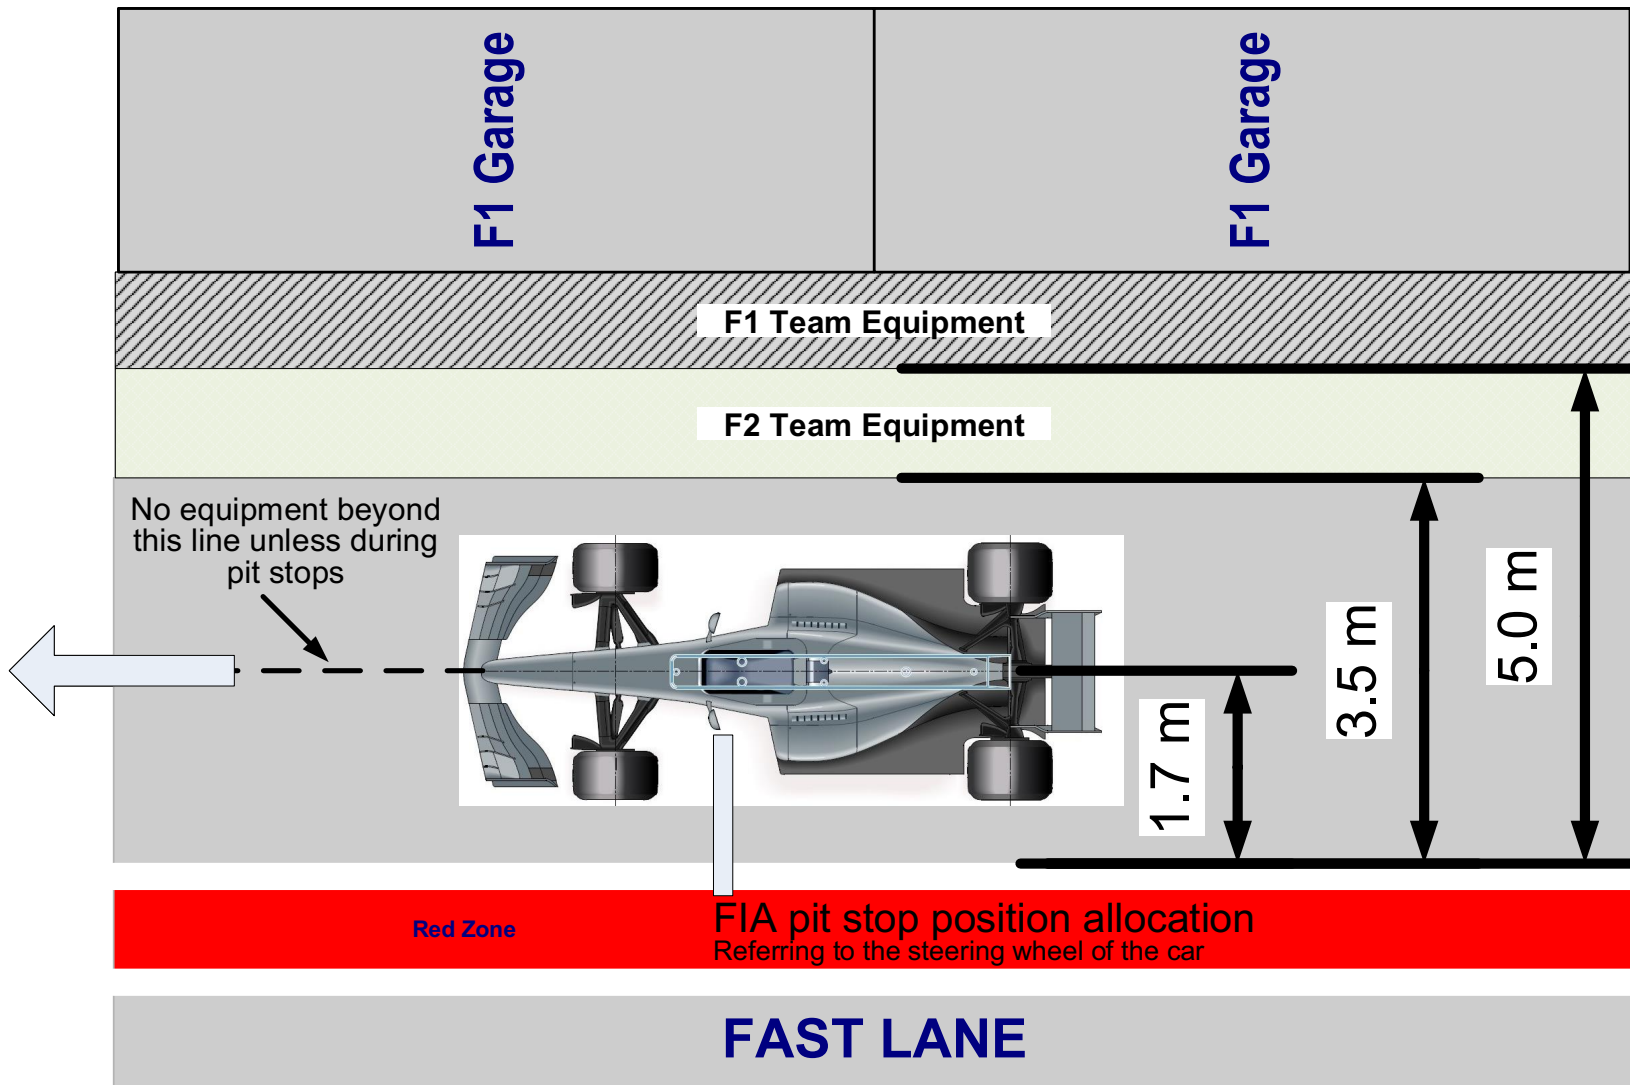 F1 Garage
F1 Garage
F1 Team Equipment
F2 Team Equipment
No equipment beyond
this line unless during
pit stops
1.7 m
3.5 m
5.0 m
Red Zone
FIA pit stop position allocation
Referring to the steering wheel of the car
FAST LANE